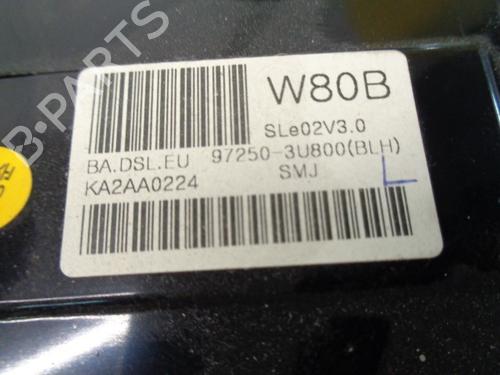 B-PARTS
W80B
SLe02V3.0
BA.DSL.EU 97250-3U800(BLH)
KA2AA0224 SMJ